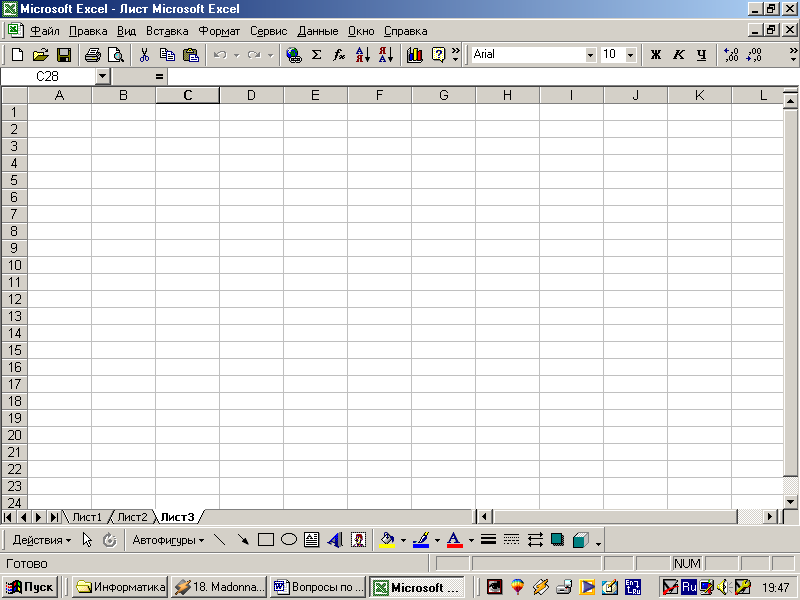 Microsoft Excel - Лист Microsoft Excel
Файл Правка Вид Вставка Формат Сервис Данные Окно Справка
Arial 10 Ж К Ч
C28 =
A B C D E F G H I J K L
1
2
3
4
5
6
7
8
9
10
11
12
13
14
15
16
17
18
19
20
21
22
23
24
Лист1 Лист2 Лист3
Действия Автофигуры
Готово NUM
Пуск Информатика 18. Madonna... Вопросы по ... Microsoft ... Ru 19:47